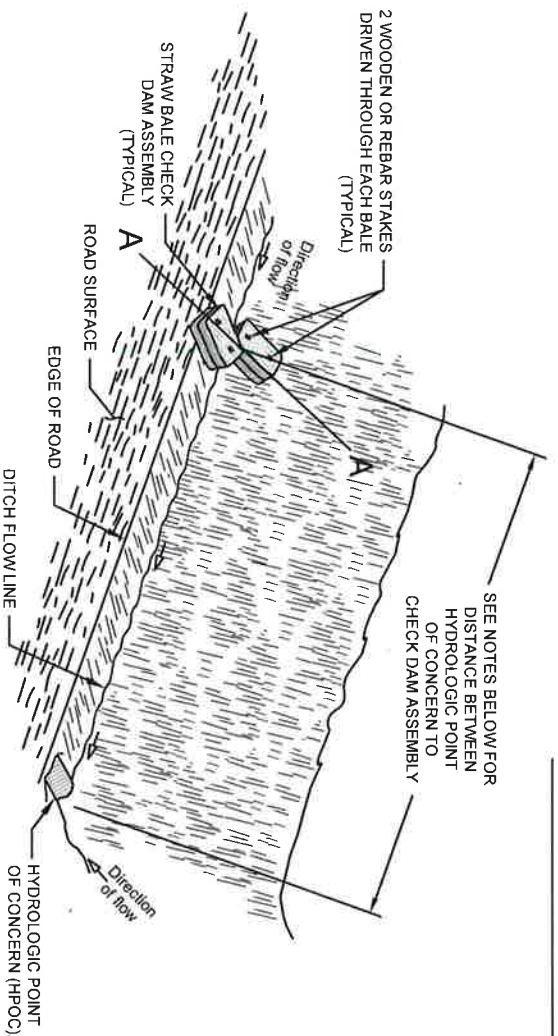 2 WOODEN OR REBAR STAKES
DRIVEN THROUGH EACH BALE
(TYPICAL)
STRAW BALE CHECK
DAM ASSEMBLY
(TYPICAL)
A
ROAD SURFACE
EDGE OF ROAD
DITCH FLOW LINE
Direction
of flow
A
SEE NOTES BELOW FOR
DISTANCE BETWEEN
HYDROLOGIC POINT
OF CONCERN TO
CHECK DAM ASSEMBLY
Direction
of flow
HYDROLOGIC POINT
OF CONCERN (HPOC)